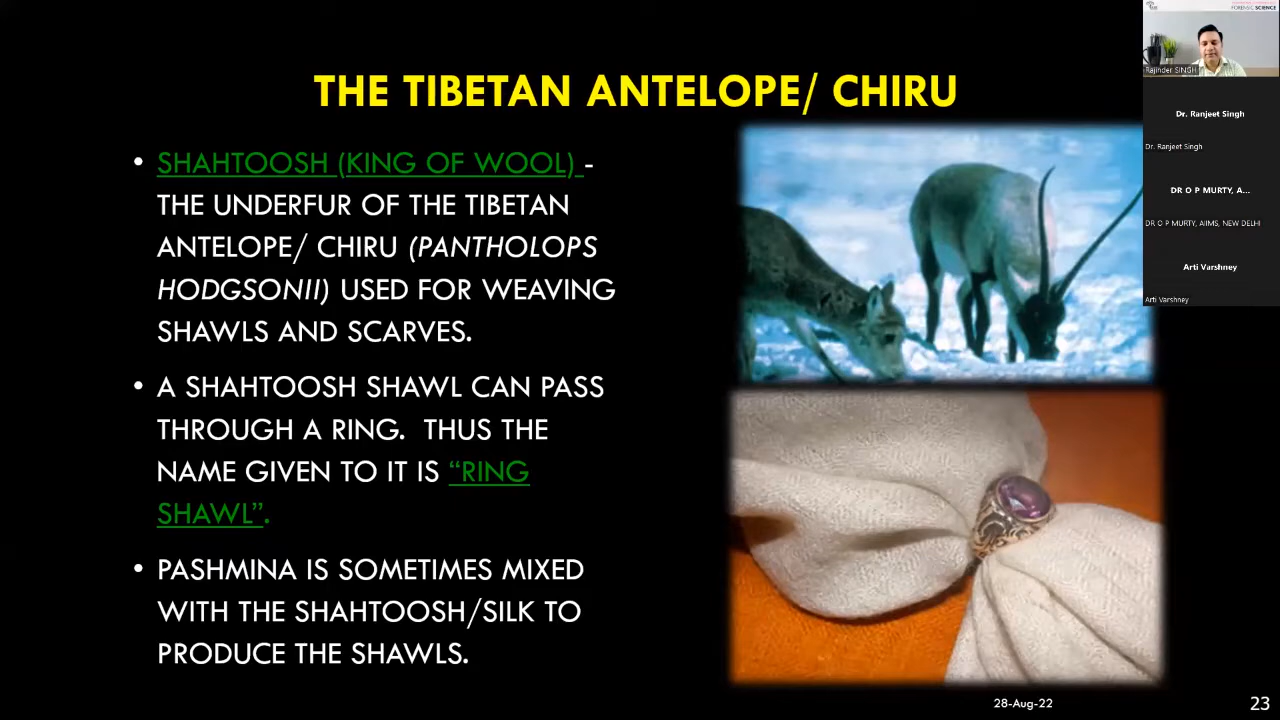 THE TIBETAN ANTELOPE/ CHIRU
• SHAHTOOSH (KING OF WOOL) -
THE UNDERFUR OF THE TIBETAN
ANTELOPE/ CHIRU (PANTHOLOPS
HODGSONII) USED FOR WEAVING
SHAWLS AND SCARVES.
• A SHAHTOOSH SHAWL CAN PASS
THROUGH A RING. THUS THE
NAME GIVEN TO IT IS “RING
SHAWL”.
• PASHMINA IS SOMETIMES MIXED
WITH THE SHAHTOOSH/SILK TO
PRODUCE THE SHAWLS.
28-Aug-22
23
FORENSIC SCIENCE
Rajinder SINGH
Dr. Ranjeet Singh
Dr. Ranjeet Singh
DR O P MURTY, A...
DR O P MURTY, AIIMS, NEW DELHI
Arti Varshney
Arti Varshney